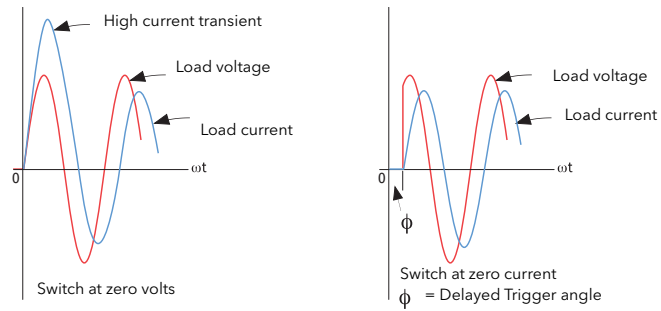 High current transient
Load voltage
Load current
ωt
0
Switch at zero volts
Load voltage
Load current
ωt
0
ϕ
Switch at zero current
ϕ = Delayed Trigger angle